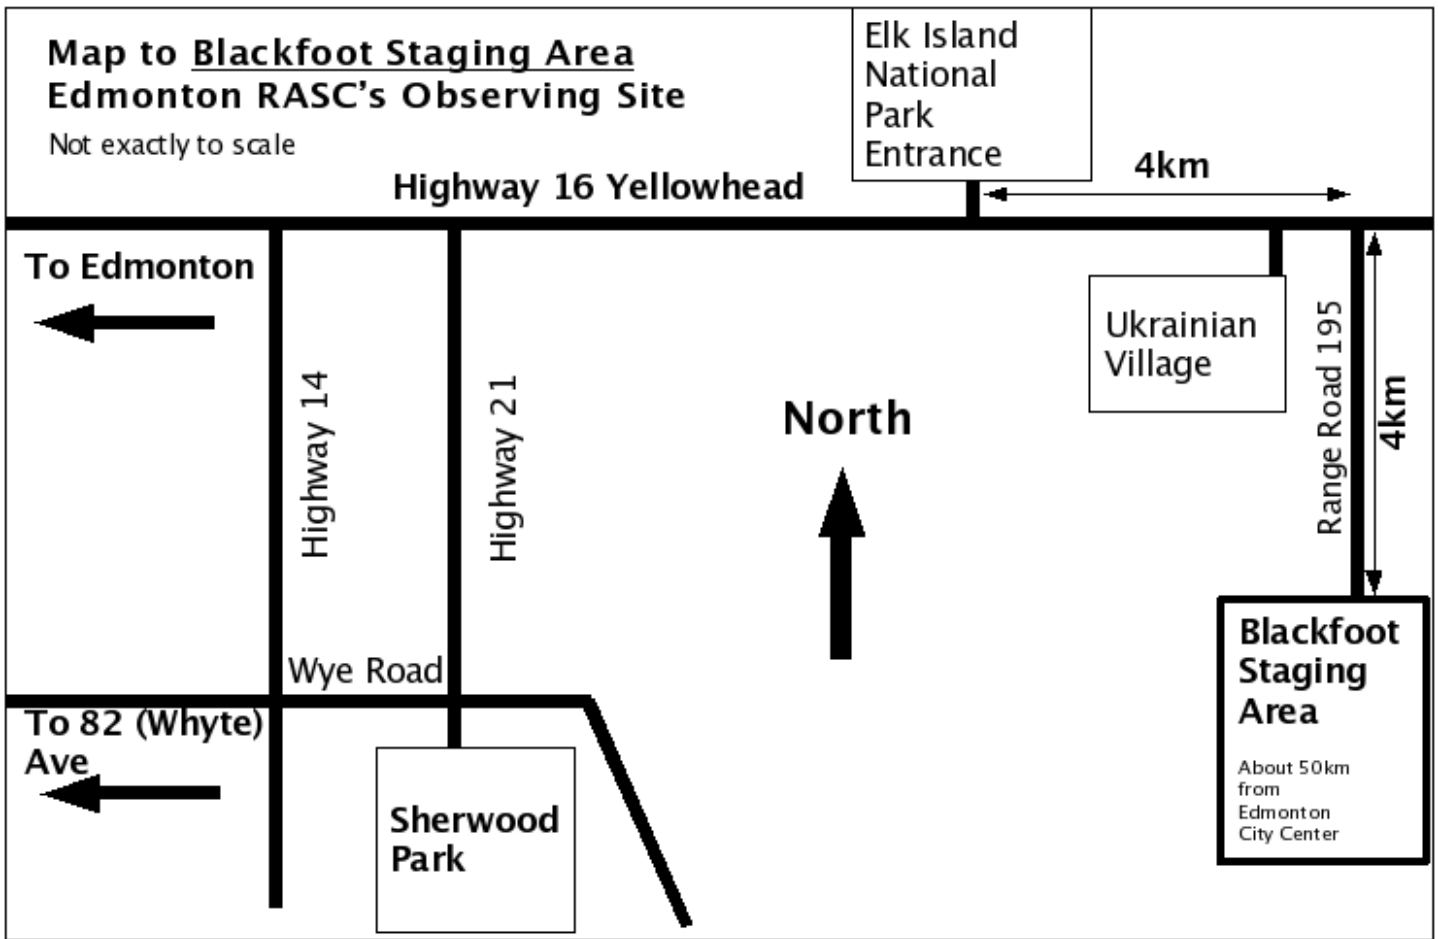 Map to Blackfoot Staging Area
Edmonton RASC's Observing Site
Not exactly to scale
Elk Island
National
Park
Entrance
4km
Highway 16 Yellowhead
To Edmonton
Highway 14
Highway 21
North
Ukrainian
Village
Range Road 195
4km
Wye Road
To 82 (Whyte)
Ave
Sherwood
Park
Blackfoot
Staging
Area
About 50km
from
Edmonton
City Center